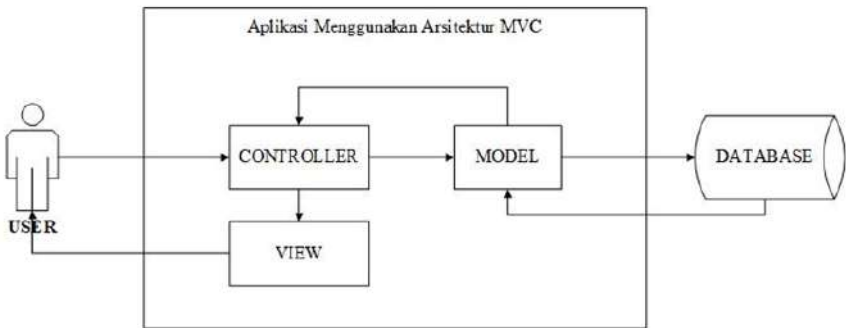 Aplikasi Menggunakan Arsitektur MVC
CONTROLLER
MODEL
DATABASE
USER
VIEW